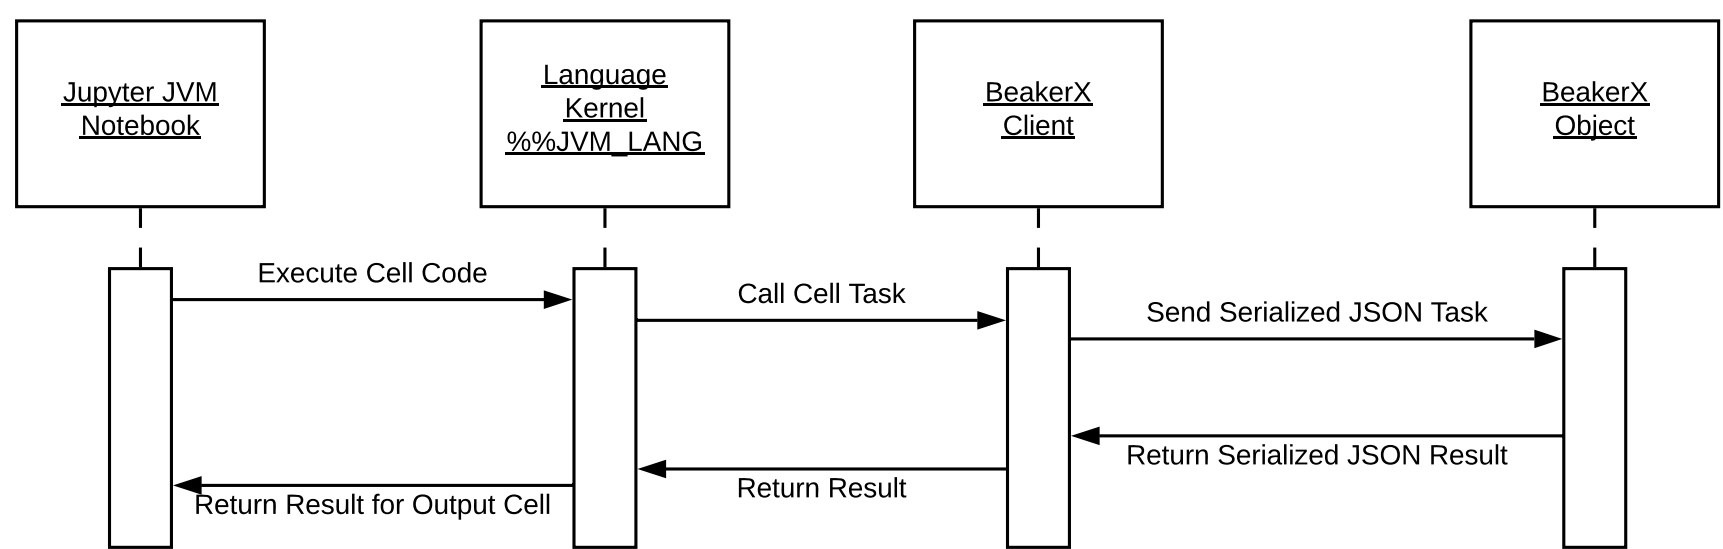 Jupyter JVM
Notebook
Language
Kernel
%%JVM_LANG
BeakerX
Client
BeakerX
Object
Execute Cell Code
Call Cell Task
Send Serialized JSON Task
Return Serialized JSON Result
Return Result
Return Result for Output Cell